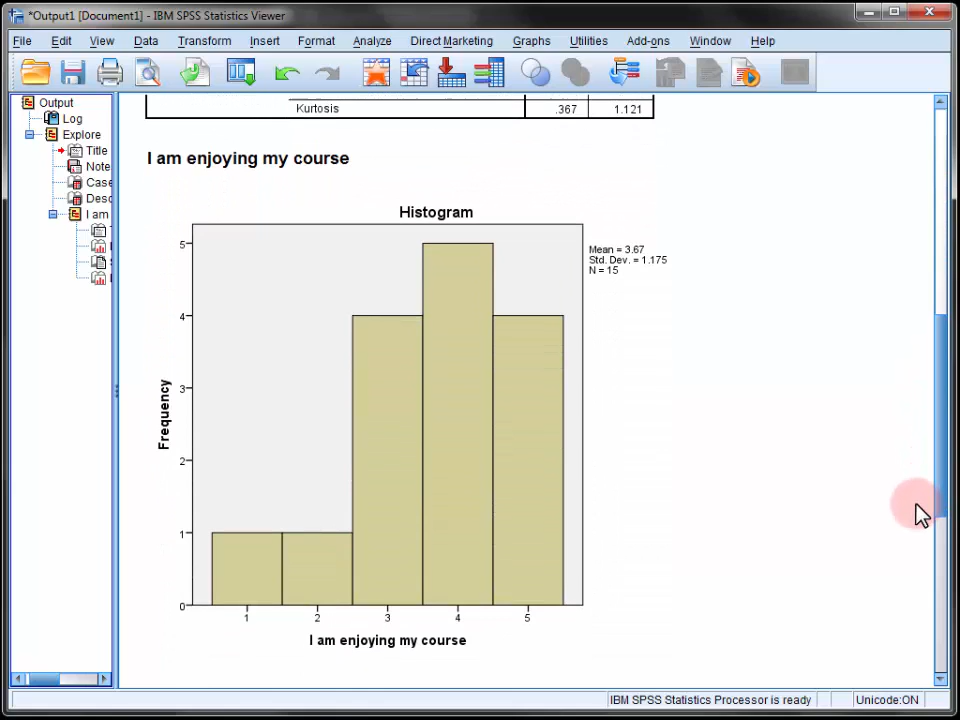 *Output1 [Document1] - IBM SPSS Statistics Viewer
File Edit View Data Transform Insert Format Analyze Direct Marketing Graphs Utilities Add-ons Window Help
Output
Log
Explore
Title
Note
Case
Desc
I am
Kurtosis .367 1.121
I am enjoying my course
Histogram
Mean = 3.67
Std. Dev. = 1.175
N = 15
Frequency
5
4
3
2
1
0
1 2 3 4 5
I am enjoying my course
IBM SPSS Statistics Processor is ready Unicode:ON